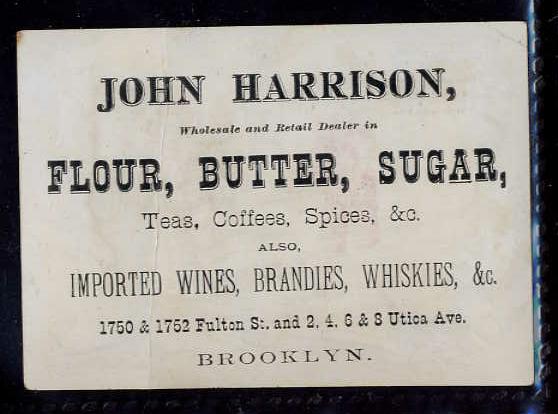 JOHN HARRISON,
Wholesale and Retail Dealer in
FLOUR, BUTTER, SUGAR,
Teas, Coffees, Spices, &c.
ALSO,
IMPORTED WINES, BRANDIES, WHISKIES, &c.
1750 & 1752 Fulton St. and 2, 4, 6 & 8 Utica Ave.
BROOKLYN.